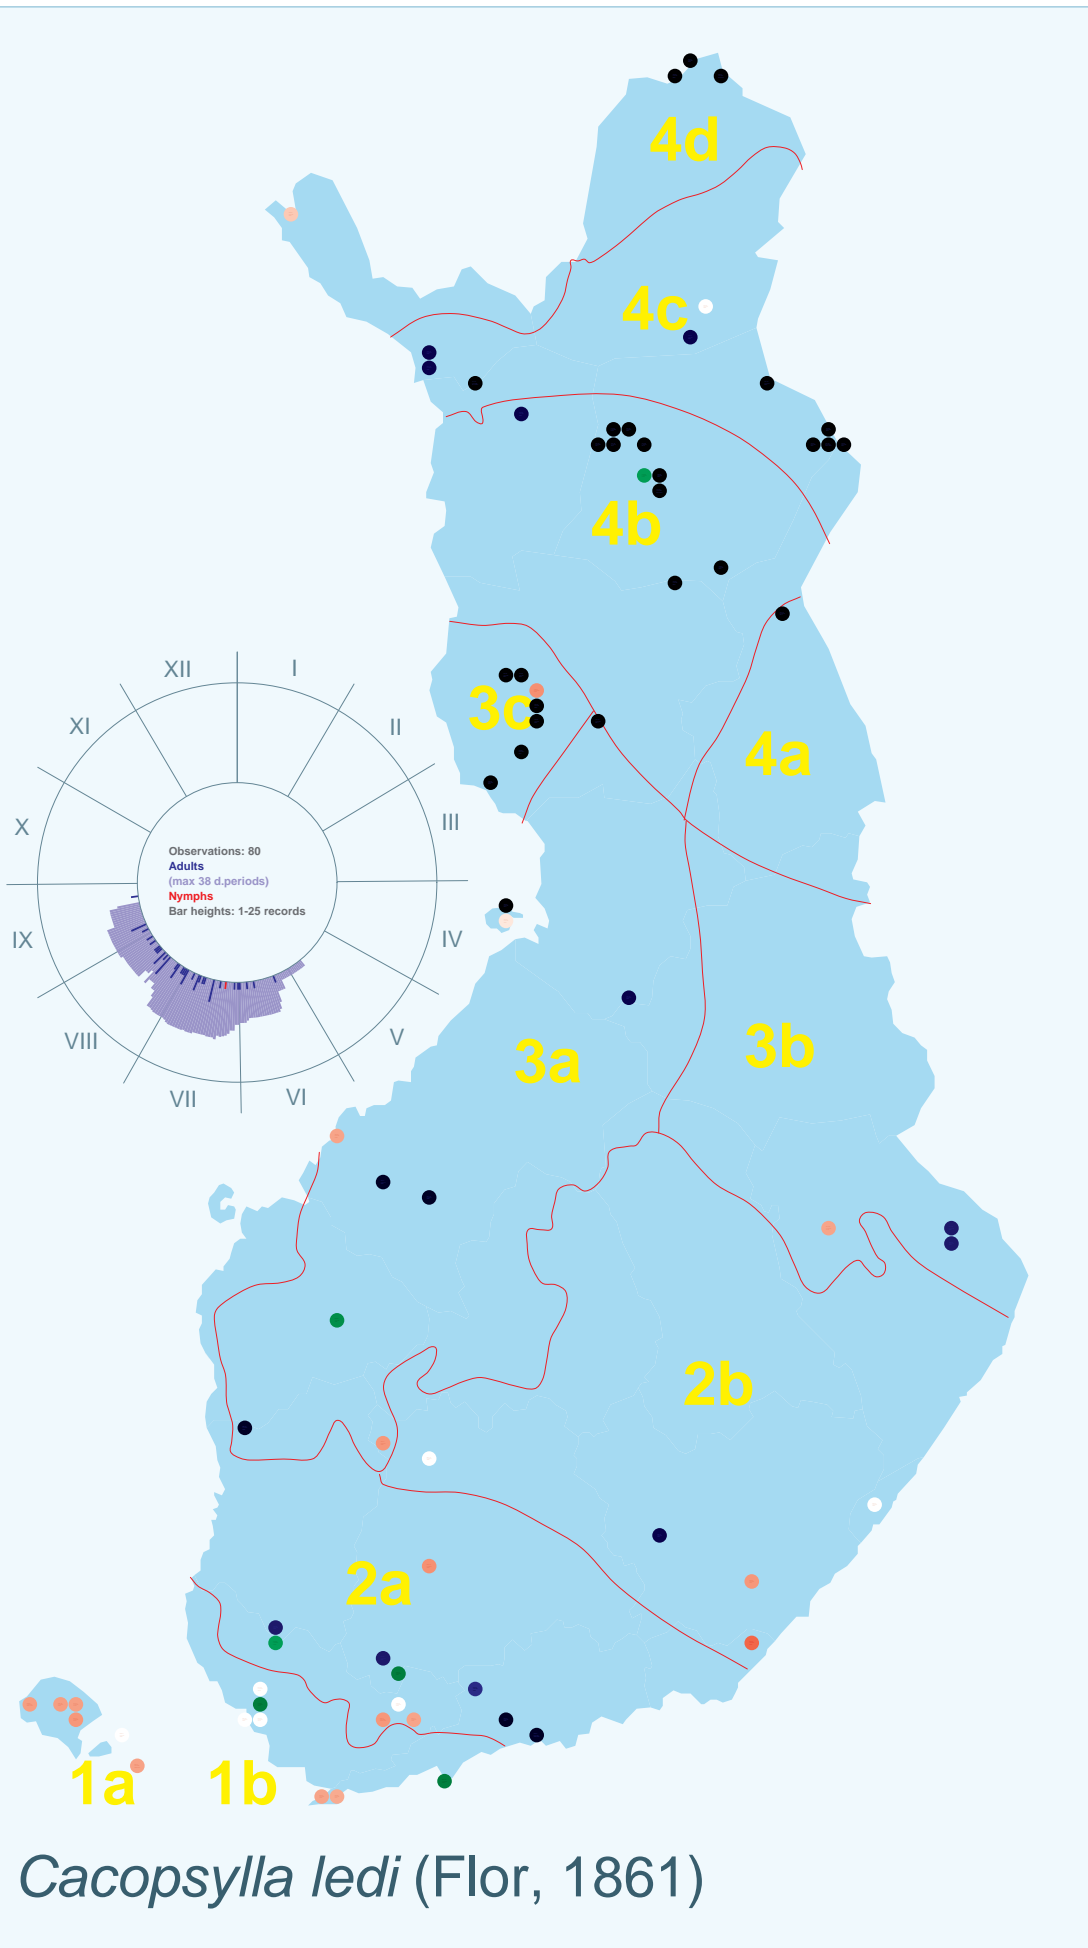 4d
4c
4b
3c
4a
XII
I
XI
II
X
III
Observations: 80
Adults
(max 38 d.periods)
Nymphs
Bar heights: 1-25 records
IX
IV
VIII
V
VII
VI
3a
3b
2b
2a
1a
1b
Cacopsylla ledi (Flor, 1861)